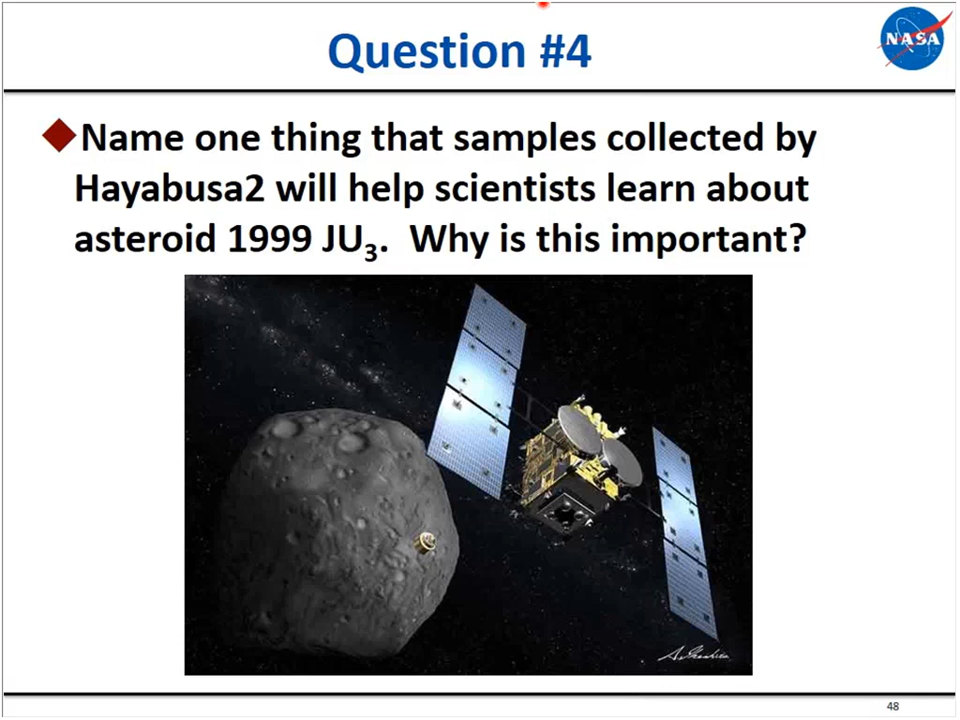 Question #4
NASA
Name one thing that samples collected by
Hayabusa2 will help scientists learn about
asteroid 1999 JU3.  Why is this important?
48